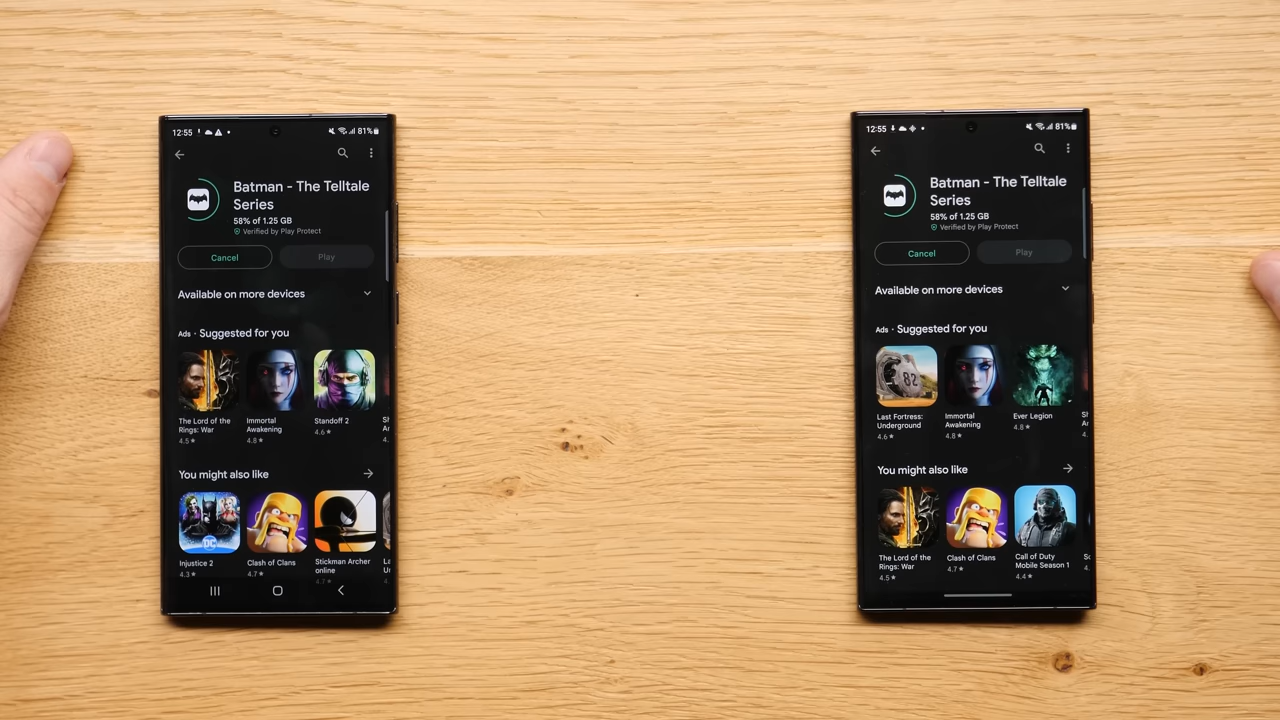 12:55
81%
Batman - The Telltale
Series
58% of 1.25 GB
Verified by Play Protect
Cancel
Play
Available on more devices
Ads · Suggested for you
The Lord of the
Rings: War
4.5★
Immortal
Awakening
4.8★
Standoff 2
4.6★
You might also like
DC
Injustice 2
4.3★
Clash of Clans
4.7★
Stickman Archer
online
4.7★
12:55
81%
Batman - The Telltale
Series
58% of 1.25 GB
Verified by Play Protect
Cancel
Play
Available on more devices
Ads · Suggested for you
82
Last Fortress:
Underground
4.6★
Immortal
Awakening
4.8★
Ever Legion
4.8★
You might also like
The Lord of the
Rings: War
4.5★
Clash of Clans
4.7★
Call of Duty
Mobile Season 1
4.4★